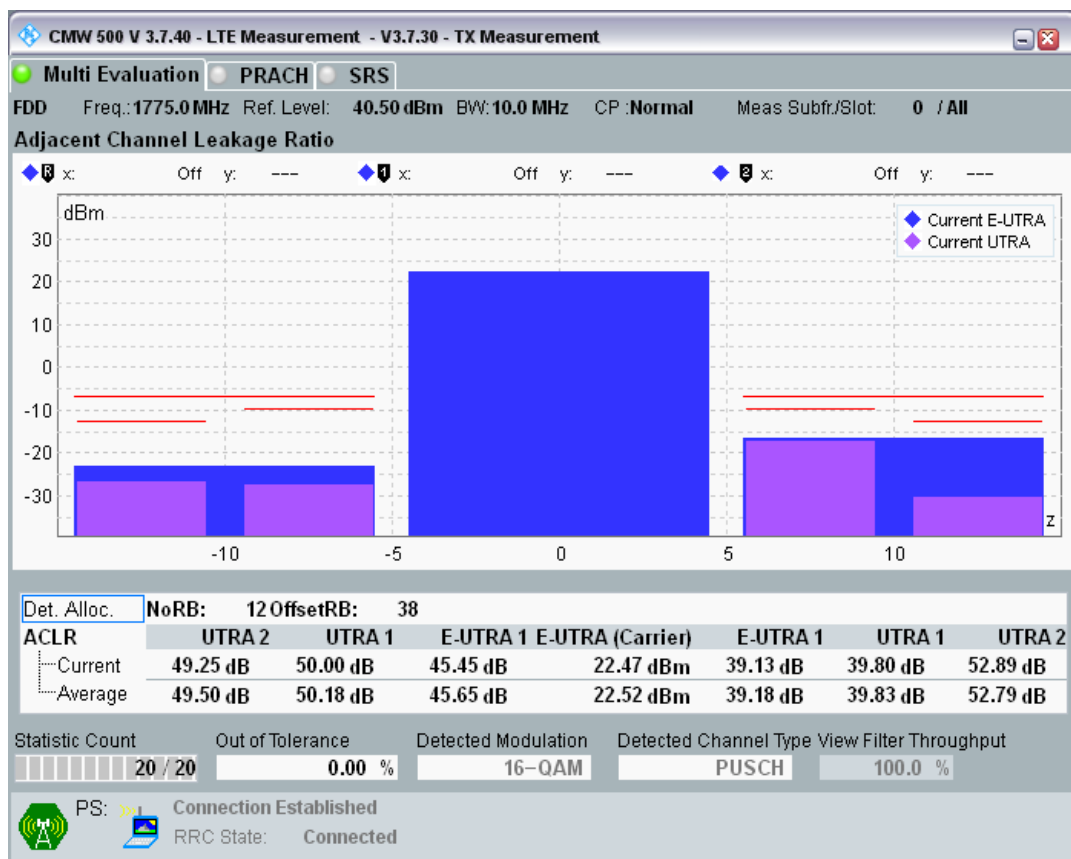 CMW 500 V 3.7.40 - LTE Measurement - V3.7.30 - TX Measurement
Multi Evaluation PRACH SRS
FDD Freq.: 1775.0 MHz Ref. Level: 40.50 dBm BW: 10.0 MHz CP : Normal Meas Subfr./Slot: 0 / All
Adjacent Channel Leakage Ratio
R x: Off y: --- 1 x: Off y: --- 2 x: Off y: ---
dBm
Current E-UTRA
Current UTRA
30
20
10
0
-10
-20
-30
z
-10 -5 0 5 10
Det. Alloc. NoRB: 12 OffsetRB: 38
ACLR UTRA 2 UTRA 1 E-UTRA 1 E-UTRA (Carrier) E-UTRA 1 UTRA 1 UTRA 2
Current 49.25 dB 50.00 dB 45.45 dB 22.47 dBm 39.13 dB 39.80 dB 52.89 dB
Average 49.50 dB 50.18 dB 45.65 dB 22.52 dBm 39.18 dB 39.83 dB 52.79 dB
Statistic Count Out of Tolerance Detected Modulation Detected Channel Type View Filter Throughput
20 / 20 0.00 % 16-QAM PUSCH 100.0 %
PS: Connection Established
RRC State: Connected